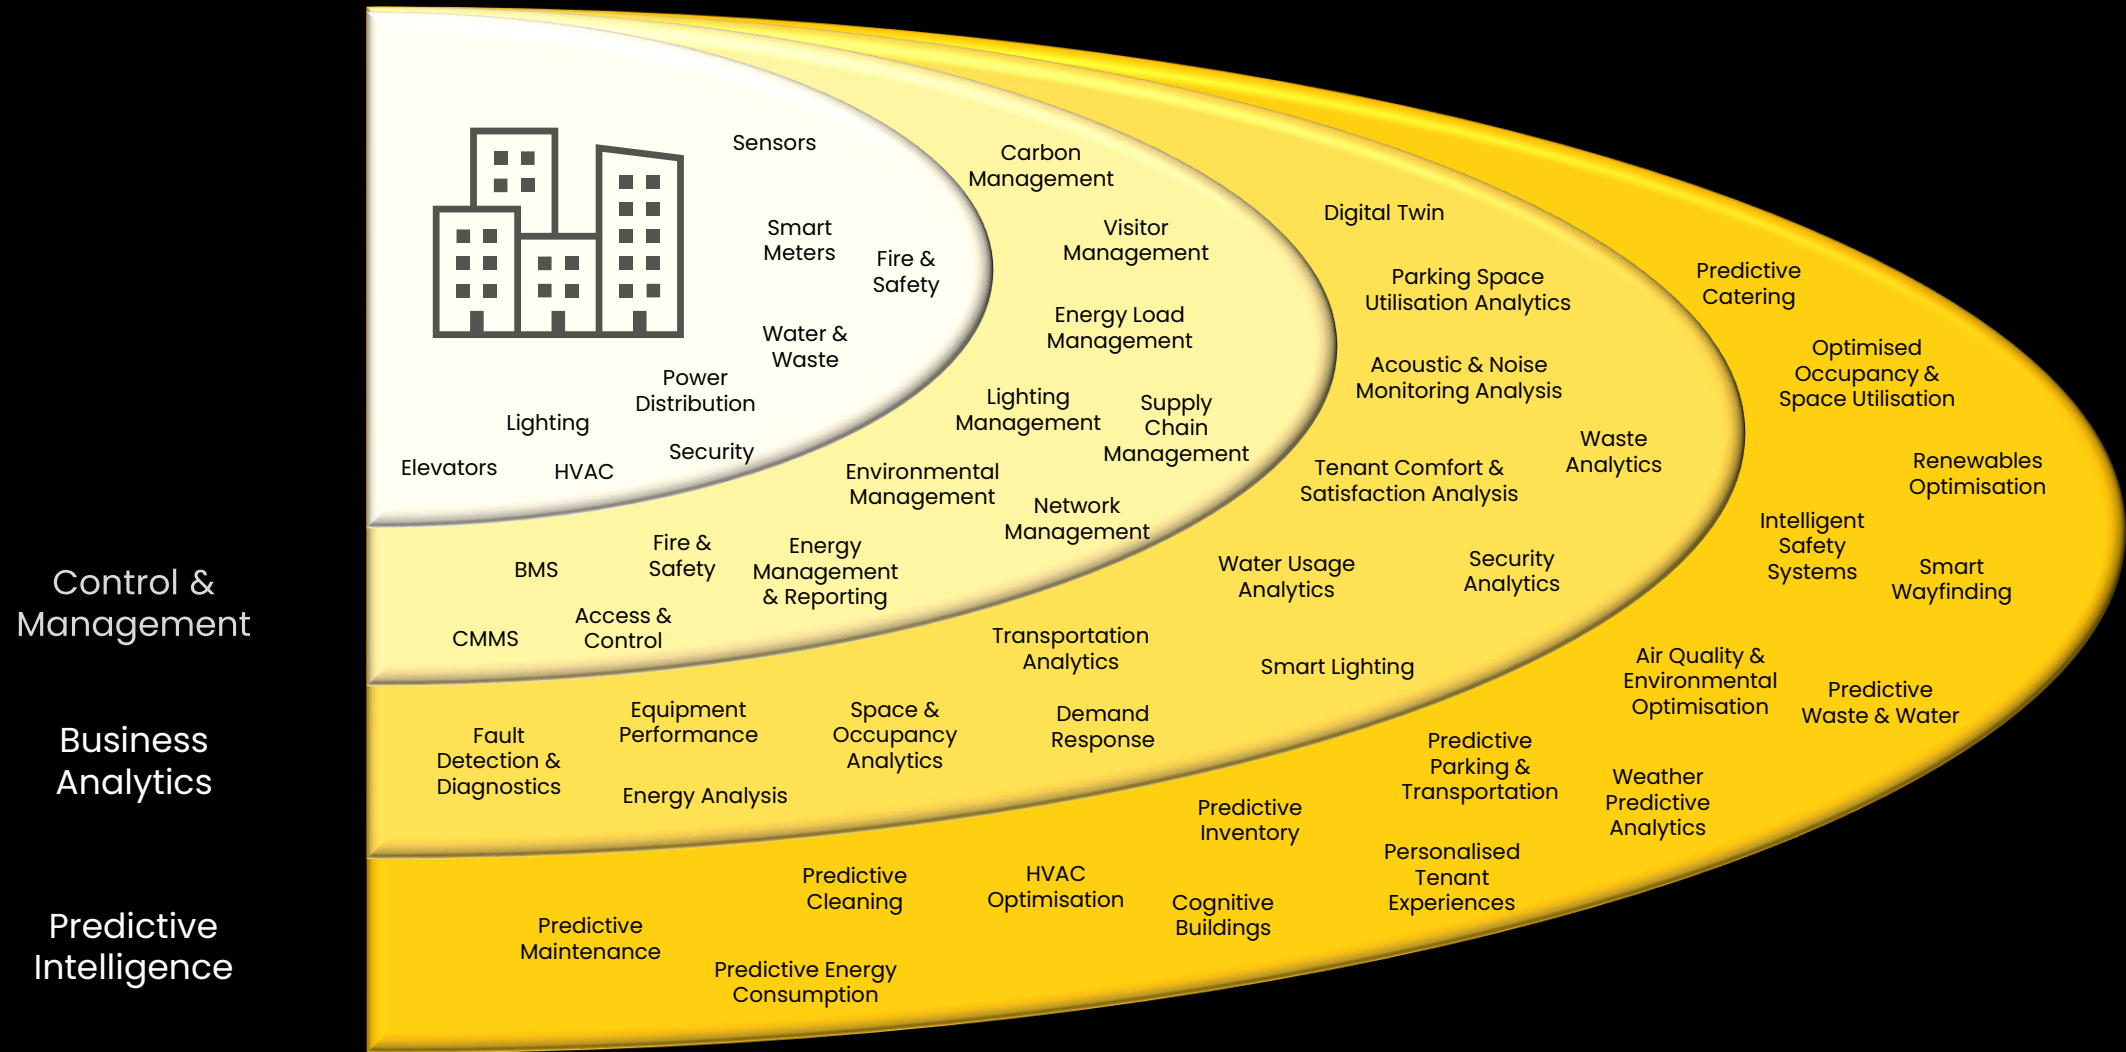 Sensors
Smart
Meters
Fire &
Safety
Water &
Waste
Power
Distribution
Lighting
Security
Elevators
HVAC
Control &
Management
Carbon
Management
Visitor
Management
Energy Load
Management
Lighting
Management
Supply
Chain
Management
Environmental
Management
Network
Management
Fire &
Safety
Energy
Management
& Reporting
BMS
Access &
Control
CMMS
Business
Analytics
Digital Twin
Parking Space
Utilisation Analytics
Acoustic & Noise
Monitoring Analysis
Waste
Analytics
Tenant Comfort &
Satisfaction Analysis
Water Usage
Analytics
Security
Analytics
Transportation
Analytics
Smart Lighting
Equipment
Performance
Space &
Occupancy
Analytics
Demand
Response
Fault
Detection &
Diagnostics
Energy Analysis
Predictive
Intelligence
Predictive
Catering
Optimised
Occupancy &
Space Utilisation
Renewables
Optimisation
Intelligent
Safety
Systems
Smart
Wayfinding
Air Quality &
Environmental
Optimisation
Predictive
Waste & Water
Predictive
Parking &
Transportation
Weather
Predictive
Analytics
Predictive
Inventory
Personalised
Tenant
Experiences
Predictive
Cleaning
HVAC
Optimisation
Cognitive
Buildings
Predictive
Maintenance
Predictive Energy
Consumption